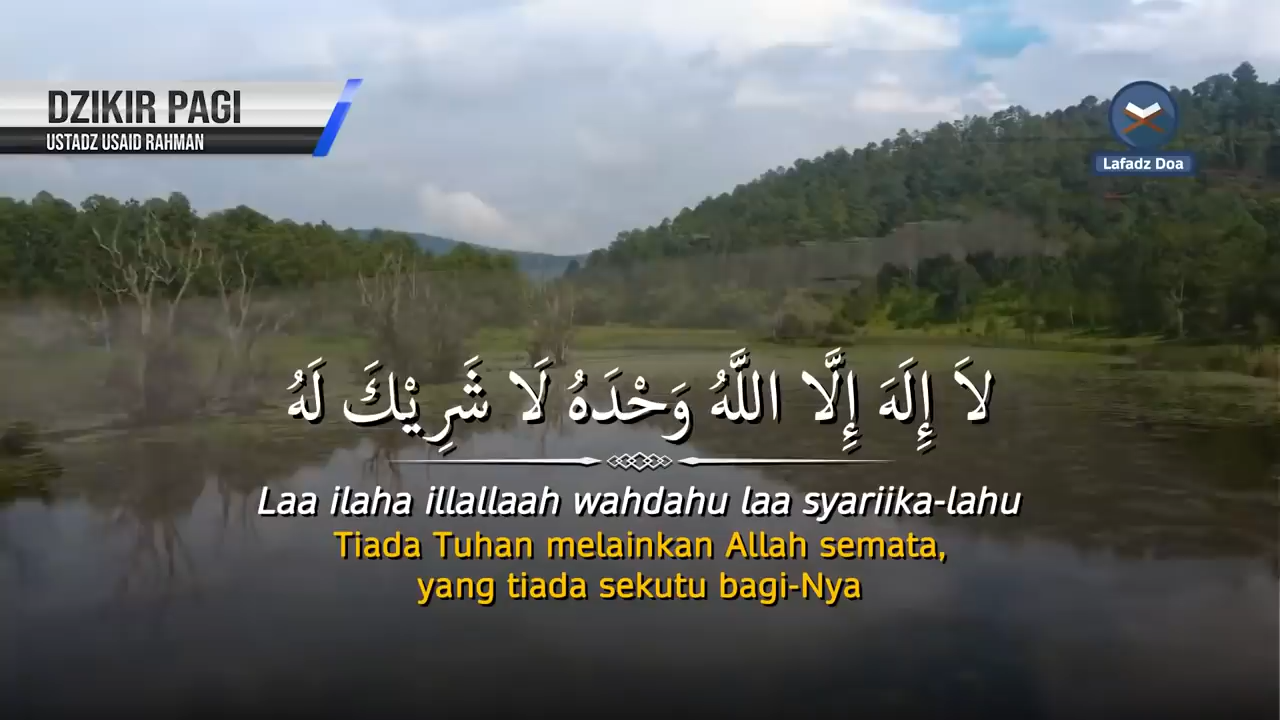 DZIKIR PAGI
USTADZ USAID RAHMAN
Lafadz Doa
لاَ إِلَهَ إِلَّا اللَّهُ وَحْدَهُ لَا شَرِيْكَ لَهُ
Laa ilaha illallaah wahdahu laa syariika-lahu
Tiada Tuhan melainkan Allah semata,
yang tiada sekutu bagi-Nya